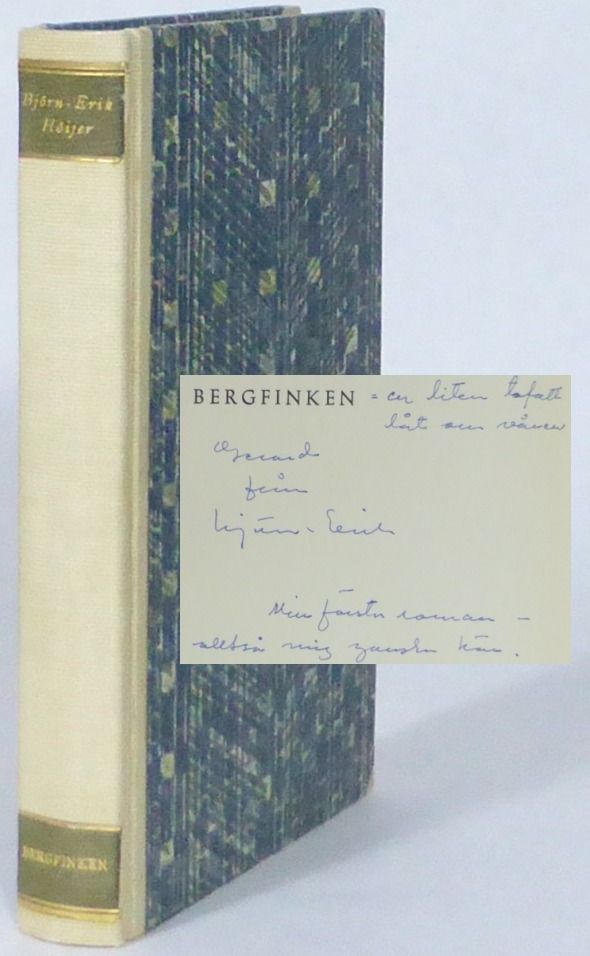 Björn-Erik
Höijer
BERGFINKEN
BERGFINKEN = en liten tafatt
låt om våren
från
Björn-Erik
Min första roman –
alltså mig ganska kär.